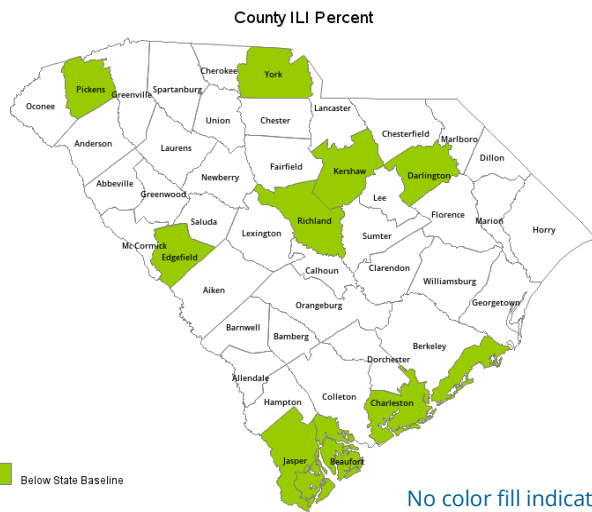 County ILI Percent
Cherokee
York
Pickens
Greenville
Spartanburg
Oconee
Union
Chester
Lancaster
Chesterfield
Marlboro
Anderson
Laurens
Fairfield
Kershaw
Darlington
Dillon
Abbeville
Greenwood
Newberry
Lee
Saluda
Richland
Florence
Marion
Horry
McCormick
Edgefield
Lexington
Sumter
Calhoun
Clarendon
Aiken
Williamsburg
Orangeburg
Georgetown
Barnwell
Bamberg
Berkeley
Dorchester
Allendale
Hampton
Colleton
Charleston
Jasper
Beaufort
Below State Baseline
No color fill indicat